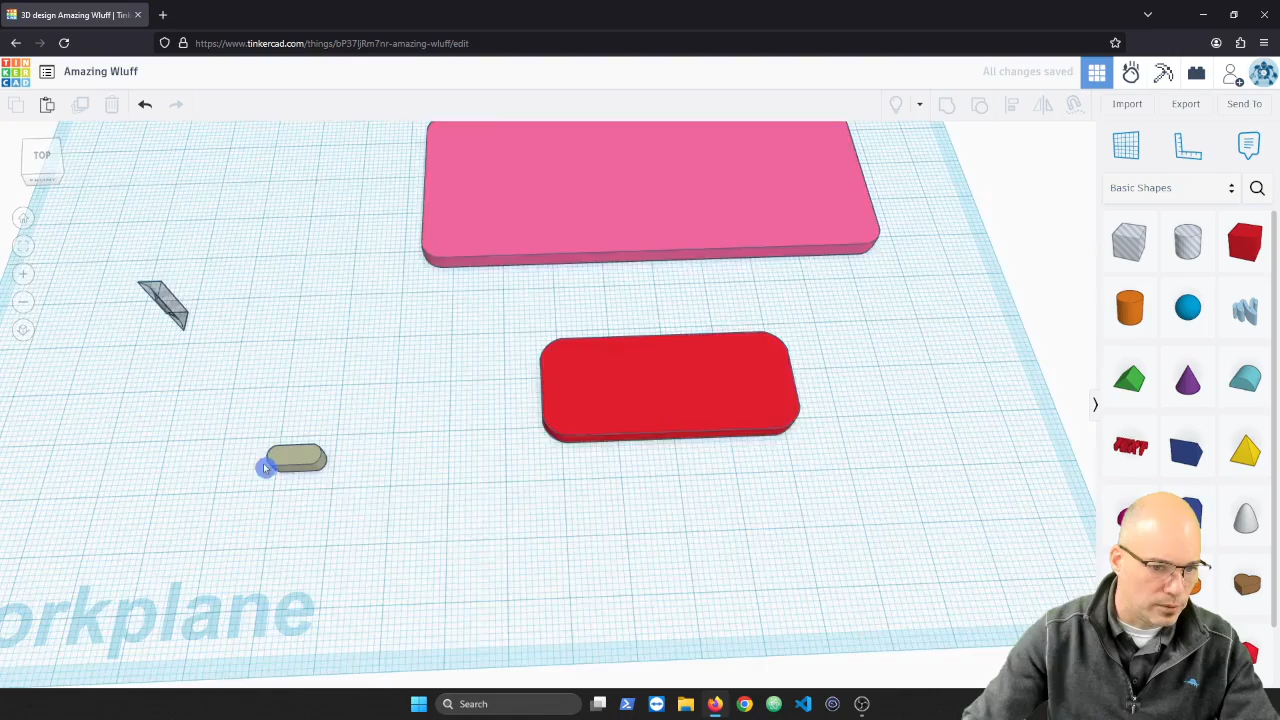 3D design Amazing Wluff | Tin
https://www.tinkercad.com/things/bP37ljRm7nr-amazing-wluff/edit
TIN
KER
CAD
Amazing Wluff
All changes saved
Import
Export
Send To
TOP
Basic Shapes
orkplane
Search